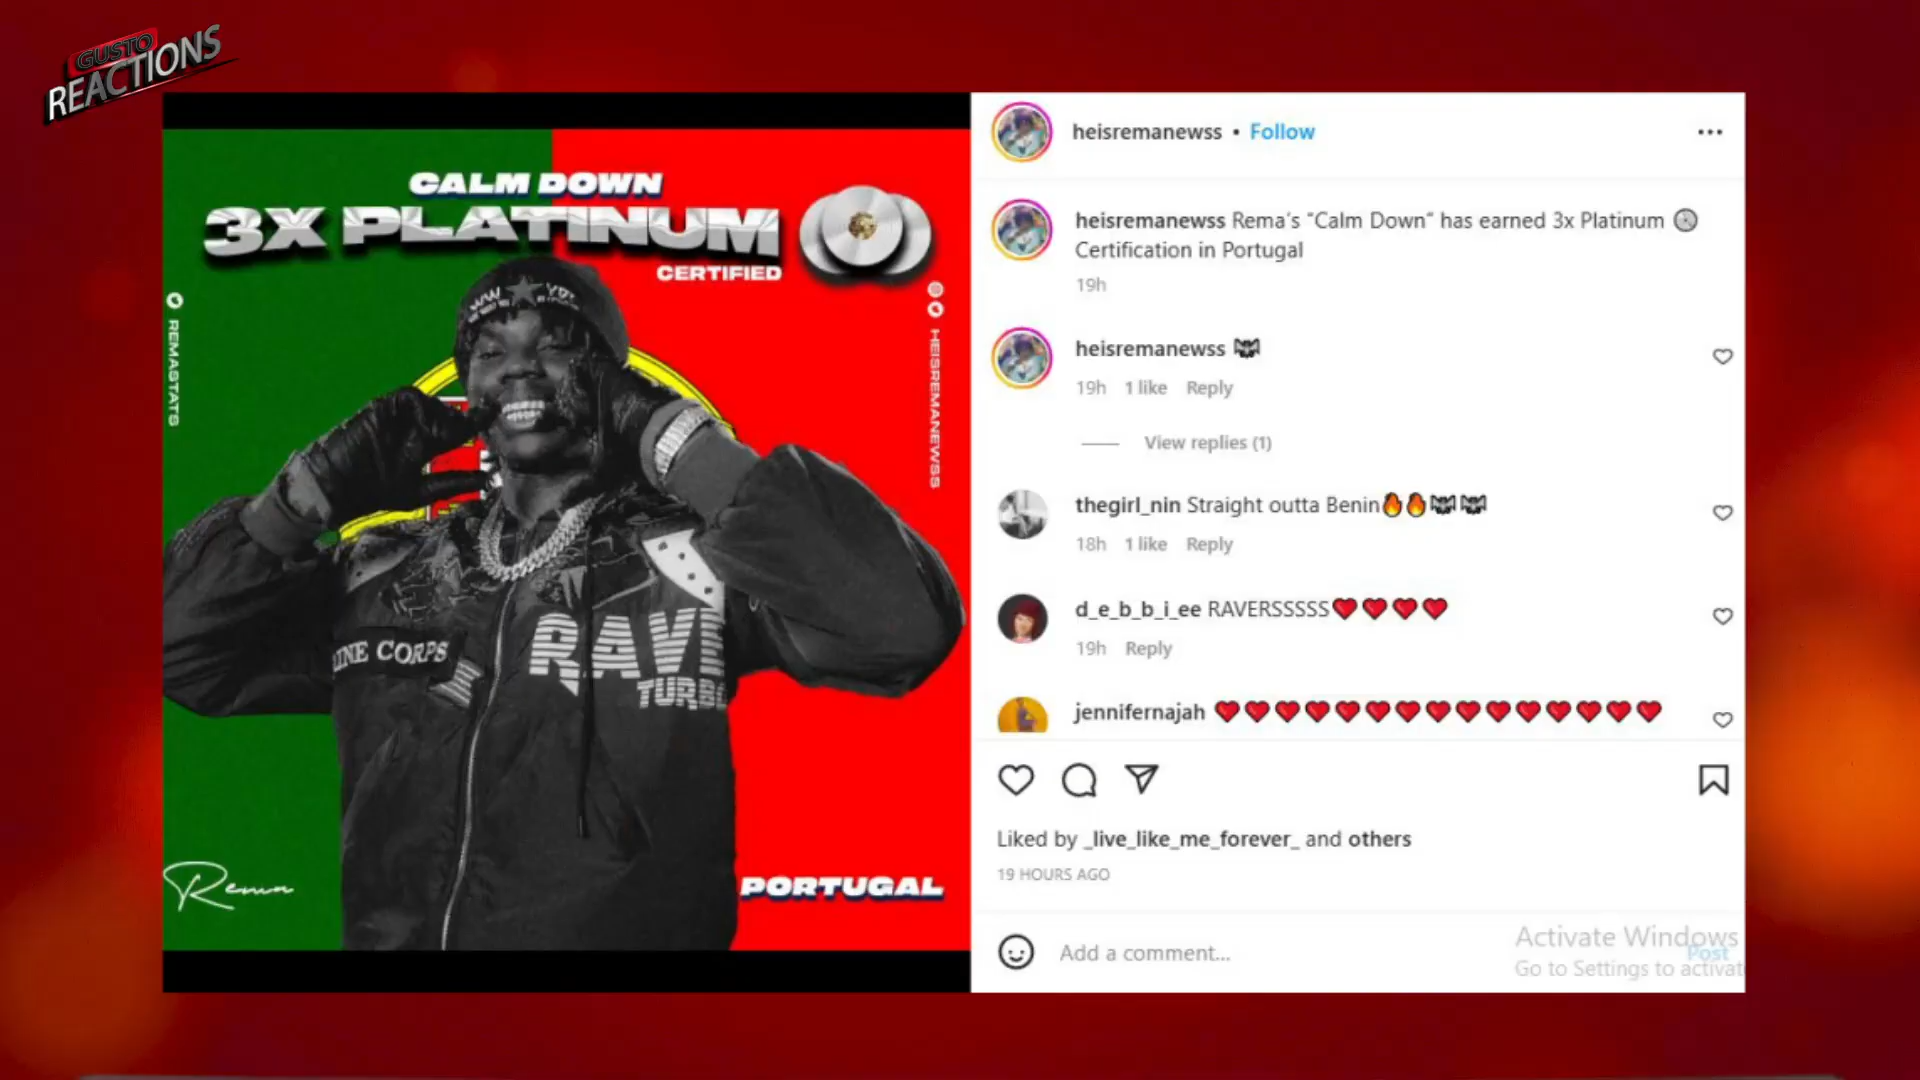 GUSTO
REACTIONS
CALM DOWN
3X PLATINUM
CERTIFIED
REMASTATS
HEISREMANEWSS
INE CORPS
RAVE
TURBO
Rema
PORTUGAL
heisremanewss • Follow
heisremanewss Rema's “Calm Down” has earned 3x Platinum 💿
Certification in Portugal
19h
heisremanewss 🦇
19h 1 like Reply
View replies (1)
thegirl_nin Straight outta Benin🔥🔥🦇🦇
18h 1 like Reply
d_e_b_b_i_ee RAVERSSSSS❤️❤️❤️❤️
19h Reply
jennifernajah ❤️❤️❤️❤️❤️❤️❤️❤️❤️❤️❤️❤️❤️❤️❤️
Liked by _live_like_me_forever_ and others
19 HOURS AGO
Add a comment...
Post
Activate Windows
Go to Settings to activat